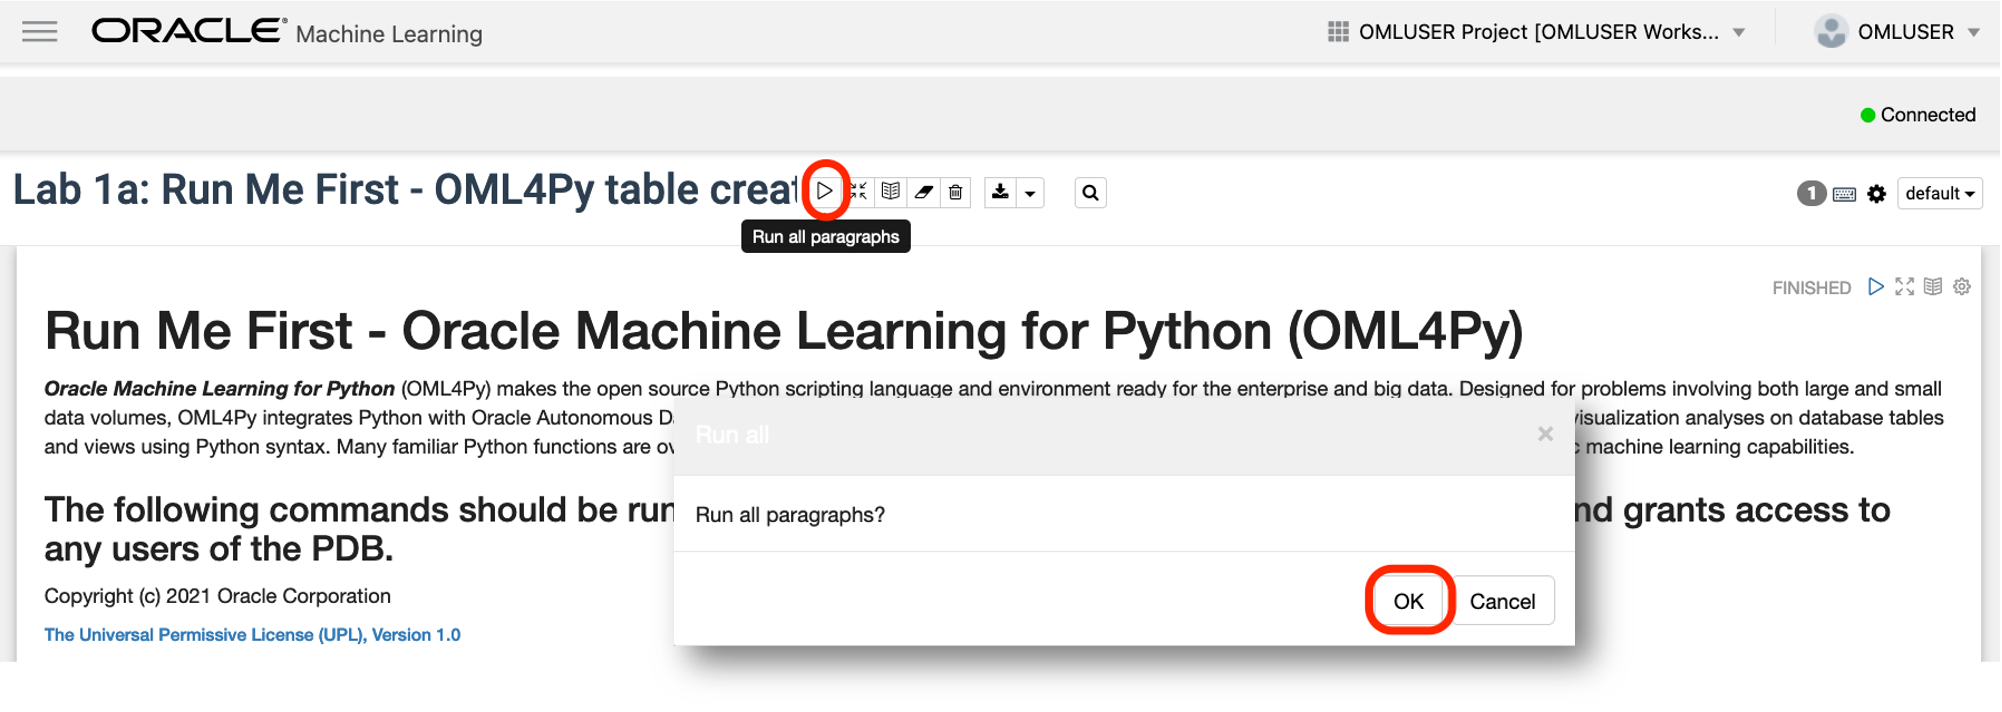 ORACLE® Machine Learning
OMLUSER Project [OMLUSER Works...
OMLUSER
Connected
Lab 1a: Run Me First - OML4Py table creat
1
default
Run all paragraphs
FINISHED
Run Me First - Oracle Machine Learning for Python (OML4Py)
Oracle Machine Learning for Python (OML4Py) makes the open source Python scripting language and environment ready for the enterprise and big data. Designed for problems involving both large and small
data volumes, OML4Py integrates Python with Oracle Autonomous Da
visualization analyses on database tables
and views using Python syntax. Many familiar Python functions are ov
c machine learning capabilities.
The following commands should be run
nd grants access to
any users of the PDB.
Copyright (c) 2021 Oracle Corporation
The Universal Permissive License (UPL), Version 1.0
Run all
×
Run all paragraphs?
OK
Cancel